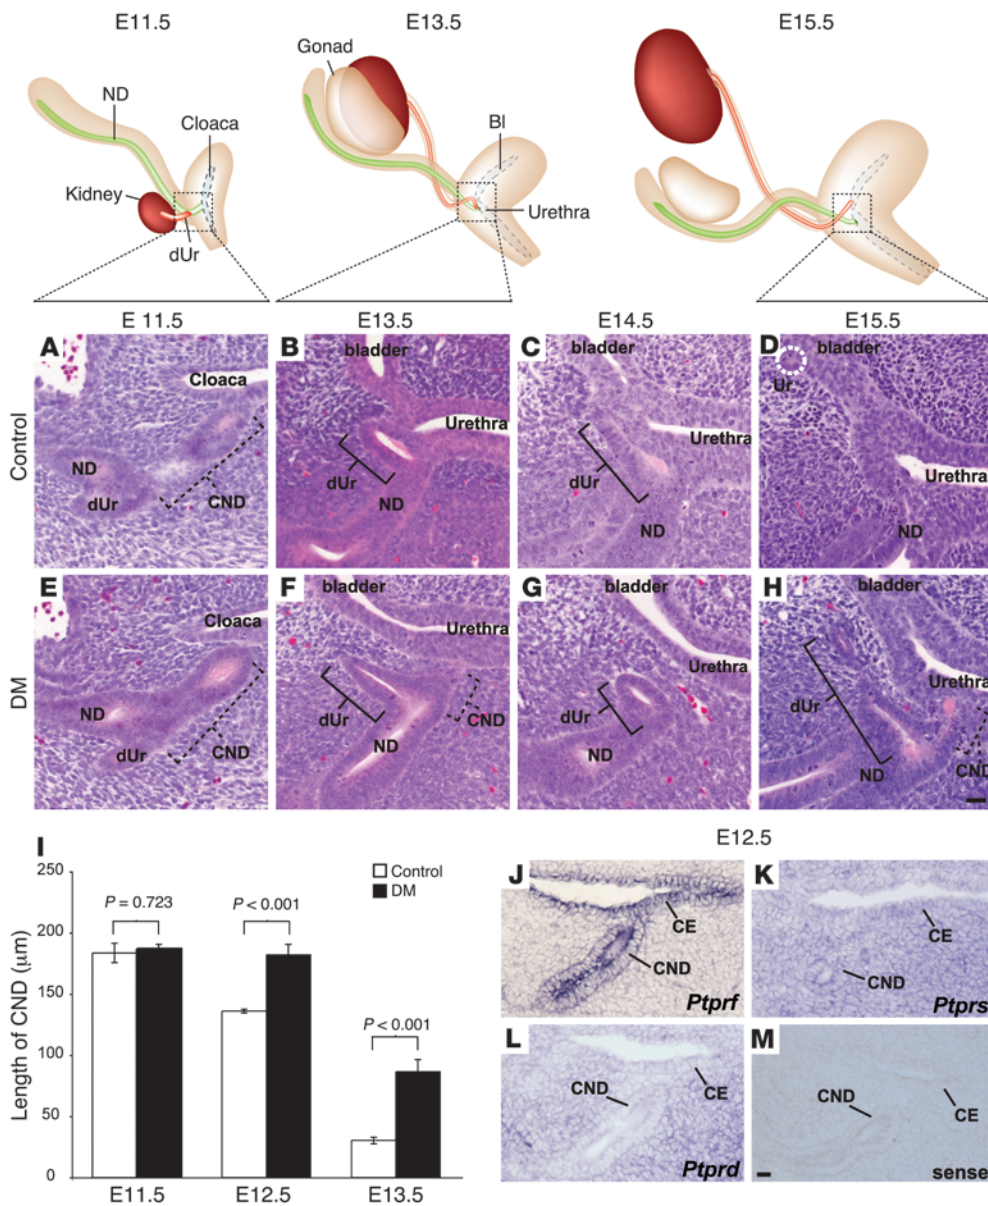 E11.5
E13.5
E15.5
Gonad
ND
Cloaca
Bl
Kidney
Urethra
dUr
E 11.5
E13.5
E14.5
E15.5
Control
A
Cloaca
ND
dUr
CND
B
bladder
Urethra
dUr
ND
C
bladder
Urethra
dUr
ND
D
bladder
Ur
Urethra
ND
DM
E
Cloaca
ND
dUr
CND
F
bladder
Urethra
dUr
CND
ND
G
bladder
Urethra
dUr
ND
H
bladder
Urethra
dUr
ND
CND
I
Length of CND (μm)
250
200
150
100
50
0
Control
DM
P = 0.723
P < 0.001
P < 0.001
E11.5
E12.5
E13.5
E12.5
J
CE
CND
Ptprf
K
CE
CND
Ptprs
L
CND
CE
Ptprd
M
CND
CE
sense